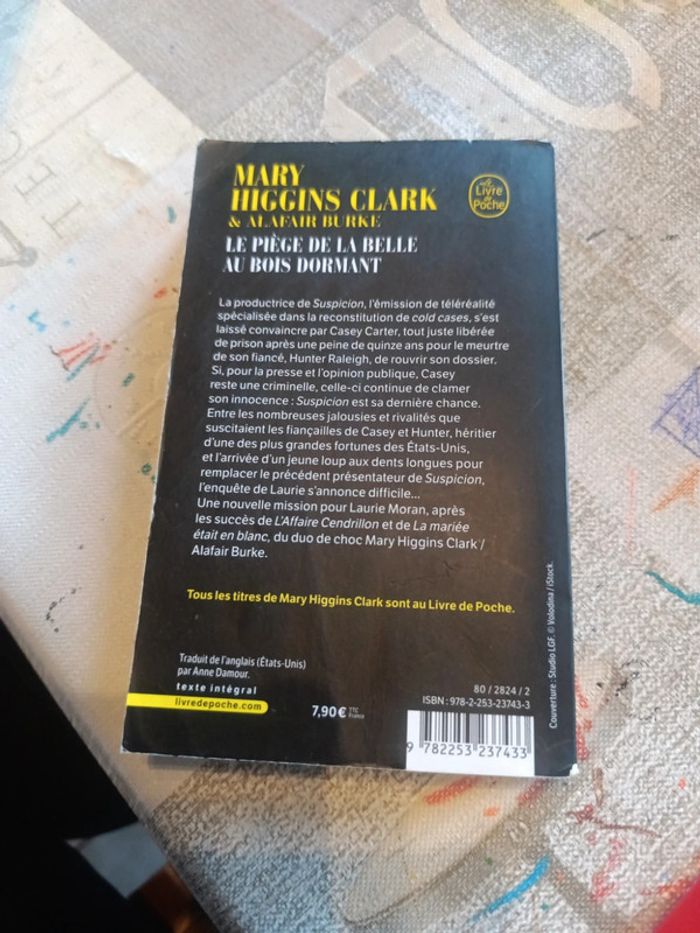 MARY
HIGGINS CLARK
& ALAFAIR BURKE
LE PIÈGE DE LA BELLE
AU BOIS DORMANT
Le
Livre
de
Poche
La productrice de Suspicion, l'émission de téléréalité
spécialisée dans la reconstitution de cold cases, s'est
laissé convaincre par Casey Carter, tout juste libérée
de prison après une peine de quinze ans pour le meurtre
de son fiancé, Hunter Raleigh, de rouvrir son dossier.
Si, pour la presse et l'opinion publique, Casey
reste une criminelle, celle-ci continue de clamer
son innocence : Suspicion est sa dernière chance.
Entre les nombreuses jalousies et rivalités que
suscitaient les fiançailles de Casey et Hunter, héritier
d'une des plus grandes fortunes des États-Unis,
et l'arrivée d'un jeune loup aux dents longues pour
remplacer le précédent présentateur de Suspicion,
l'enquête de Laurie s'annonce difficile...
Une nouvelle mission pour Laurie Moran, après
les succès de L'Affaire Cendrillon et de La mariée
était en blanc, du duo de choc Mary Higgins Clark /
Alafair Burke.
Tous les titres de Mary Higgins Clark sont au Livre de Poche.
Traduit de l'anglais (États-Unis)
par Anne Damour.
texte intégral
livredepoche.com
7,90 € TTC
France
80 / 2824 / 2
ISBN : 978-2-253-23743-3
9 782253 237433
Couverture : Studio LGF. © Volodina / iStock.